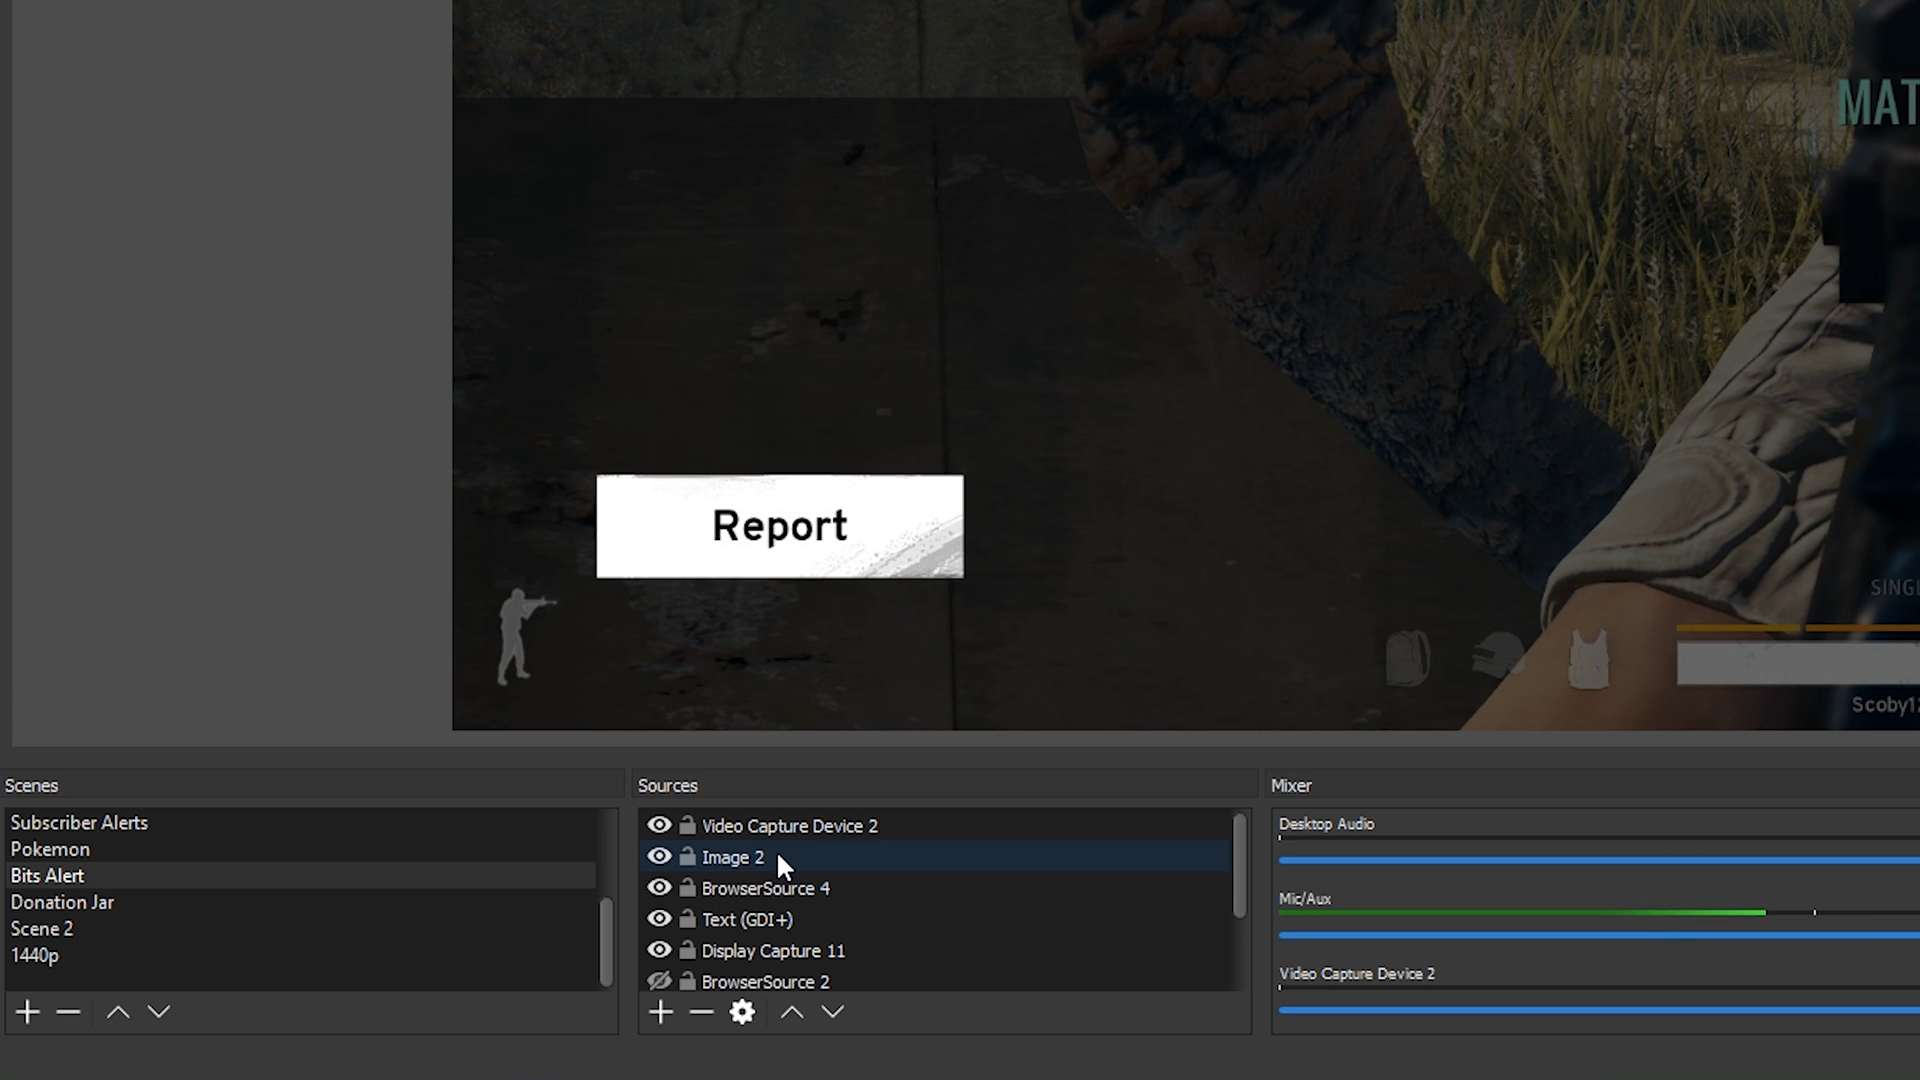 MAT
Report
SINGL
Scoby12
Scenes
Subscriber Alerts
Pokemon
Bits Alert
Donation Jar
Scene 2
1440p
Sources
Video Capture Device 2
Image 2
BrowserSource 4
Text (GDI+)
Display Capture 11
BrowserSource 2
Mixer
Desktop Audio
Mic/Aux
Video Capture Device 2